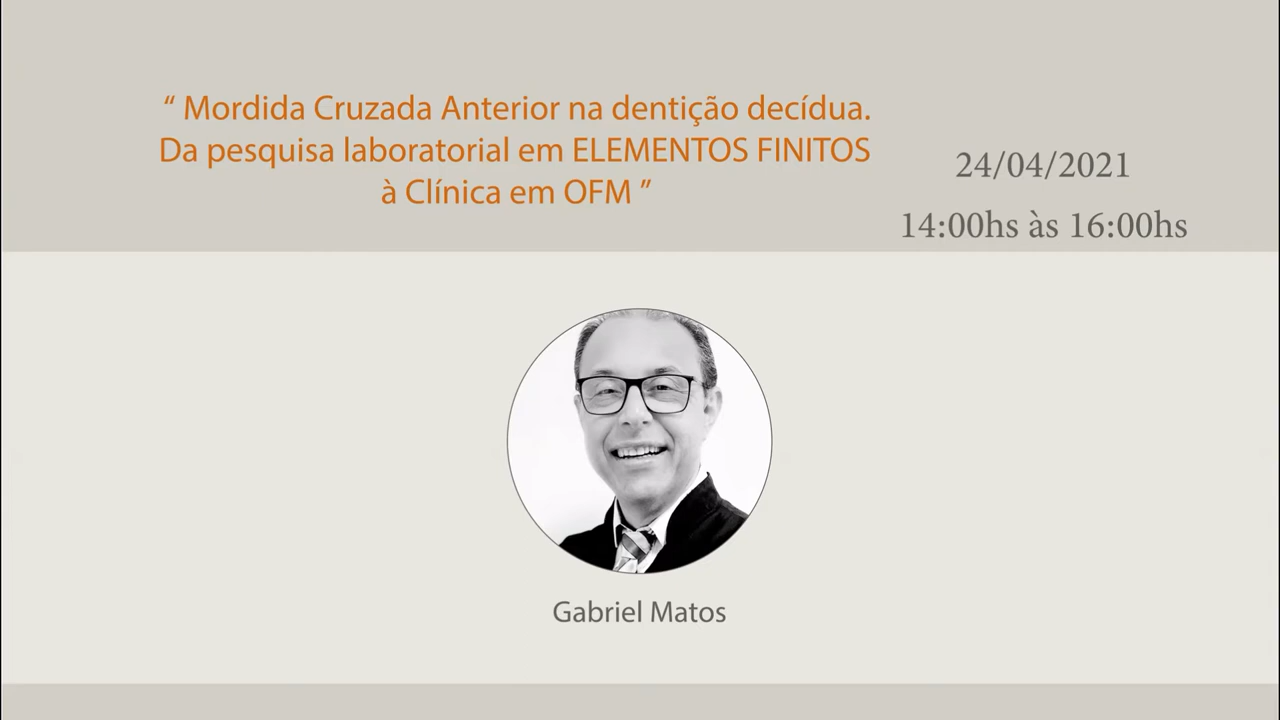 “ Mordida Cruzada Anterior na dentição decídua.
Da pesquisa laboratorial em ELEMENTOS FINITOS
à Clínica em OFM ”
24/04/2021
14:00hs às 16:00hs
Gabriel Matos